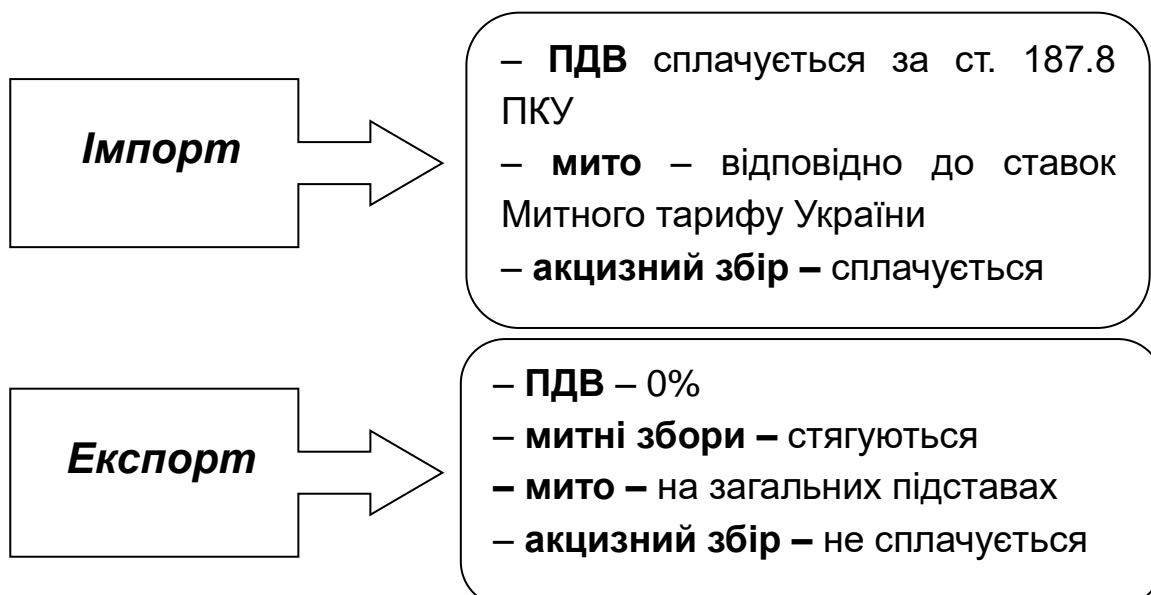 Імпорт
– ПДВ сплачується за ст. 187.8
ПКУ
– мито – відповідно до ставок
Митного тарифу України
– акцизний збір – сплачується
Експорт
– ПДВ – 0%
– митні збори – стягуються
– мито – на загальних підставах
– акцизний збір – не сплачується